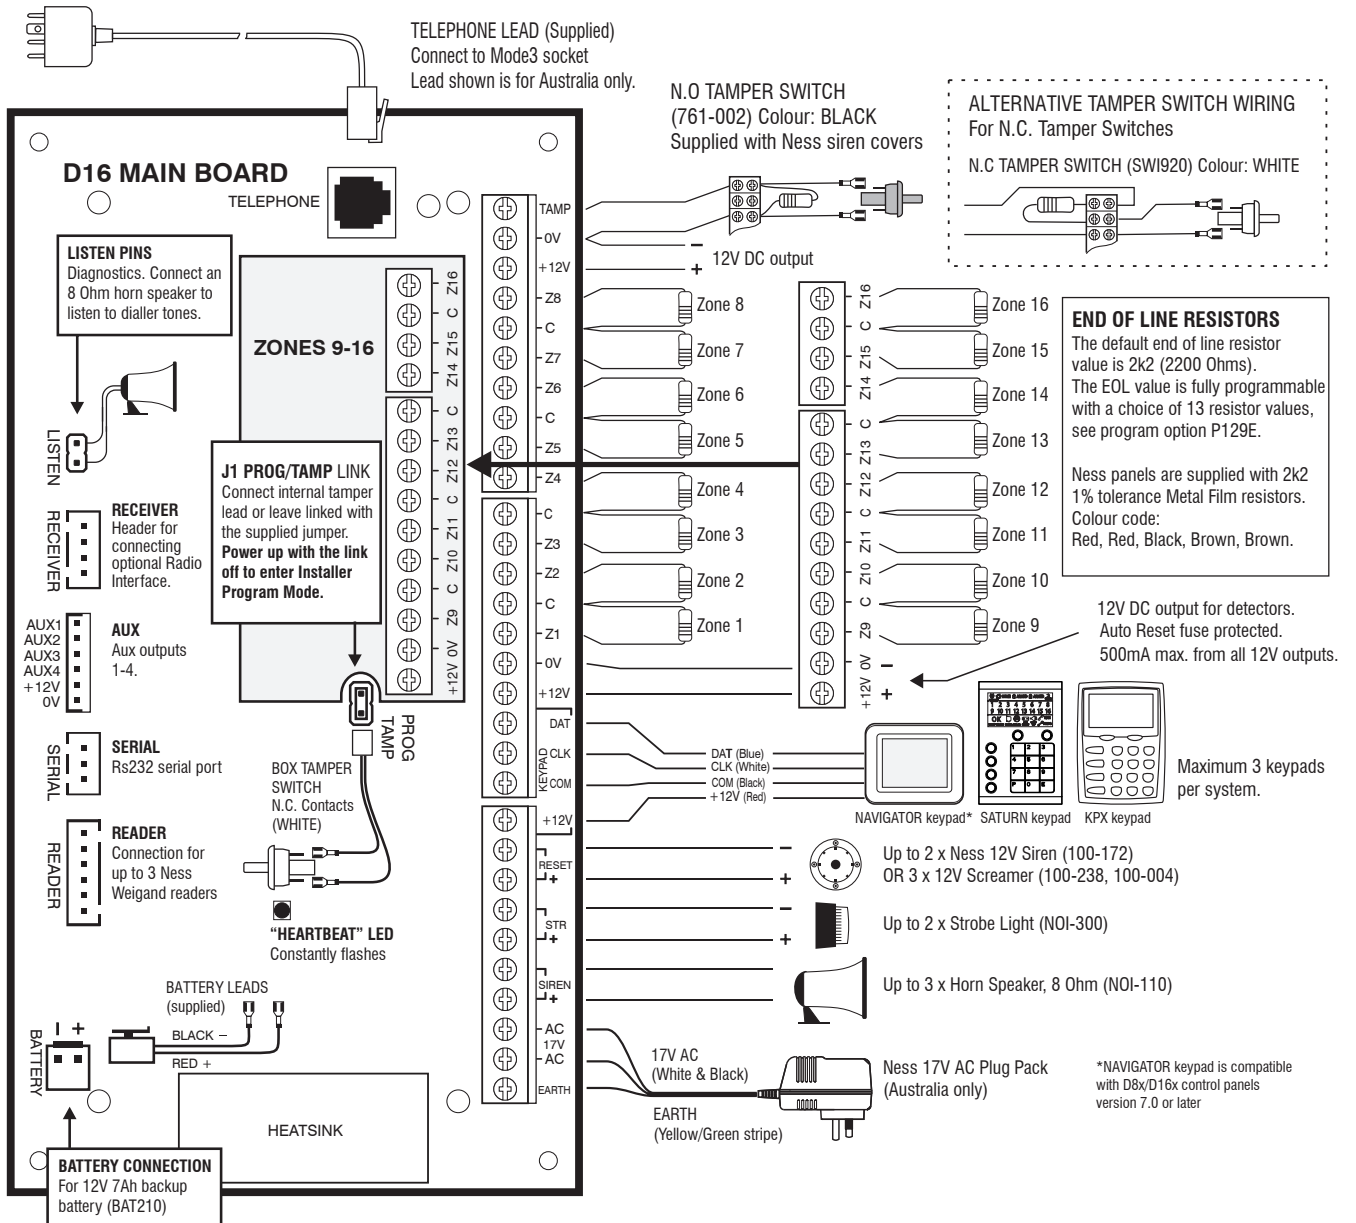 TELEPHONE LEAD (Supplied)
Connect to Mode3 socket
Lead shown is for Australia only.
N.O TAMPER SWITCH
(761-002) Colour: BLACK
Supplied with Ness siren covers
ALTERNATIVE TAMPER SWITCH WIRING
For N.C. Tamper Switches
N.C TAMPER SWITCH (SWI920) Colour: WHITE
D16 MAIN BOARD
TELEPHONE
LISTEN PINS
Diagnostics. Connect an
8 Ohm horn speaker to
listen to dialler tones.
LISTEN
ZONES 9-16
Z16
C
Z15
Z14
C
Z13
Z12
C
Z11
Z10
C
Z9
0V
+12V
J1 PROG/TAMP LINK
Connect internal tamper
lead or leave linked with
the supplied jumper.
Power up with the link
off to enter Installer
Program Mode.
RECEIVER
RECEIVER
Header for
connecting
optional Radio
Interface.
AUX1
AUX2
AUX3
AUX4
+12V
0V
AUX
Aux outputs
1-4.
SERIAL
SERIAL
Rs232 serial port
READER
READER
Connection for
up to 3 Ness
Weigand readers
PROG
TAMP
BOX TAMPER
SWITCH
N.C. Contacts
(WHITE)
"HEARTBEAT" LED
Constantly flashes
BATTERY LEADS
(supplied)
BLACK –
RED +
– +
BATTERY
HEATSINK
BATTERY CONNECTION
For 12V 7Ah backup
battery (BAT210)
TAMP
0V
+12V
Z8
C
Z7
Z6
C
Z5
Z4
C
Z3
Z2
C
Z1
0V
+12V
KEYPAD
DAT
CLK
COM
+12V
RESET
+
STR
+
SIREN
+
AC
17V
AC
EARTH
–
+
12V DC output
Zone 8
Zone 7
Zone 6
Zone 5
Zone 4
Zone 3
Zone 2
Zone 1
Z16
C
Z15
Z14
C
Z13
Z12
C
Z11
Z10
C
Z9
0V –
+12V +
Zone 16
Zone 15
Zone 14
Zone 13
Zone 12
Zone 11
Zone 10
Zone 9
END OF LINE RESISTORS
The default end of line resistor
value is 2k2 (2200 Ohms).
The EOL value is fully programmable
with a choice of 13 resistor values,
see program option P129E.
Ness panels are supplied with 2k2
1% tolerance Metal Film resistors.
Colour code:
Red, Red, Black, Brown, Brown.
12V DC output for detectors.
Auto Reset fuse protected.
500mA max. from all 12V outputs.
DAT (Blue)
CLK (White)
COM (Black)
+12V (Red)
NAVIGATOR keypad*
SATURN keypad
KPX keypad
Maximum 3 keypads
per system.
–
+
Up to 2 x Ness 12V Siren (100-172)
OR 3 x 12V Screamer (100-238, 100-004)
–
+
Up to 2 x Strobe Light (NOI-300)
Up to 3 x Horn Speaker, 8 Ohm (NOI-110)
17V AC
(White & Black)
EARTH
(Yellow/Green stripe)
Ness 17V AC Plug Pack
(Australia only)
*NAVIGATOR keypad is compatible
with D8x/D16x control panels
version 7.0 or later